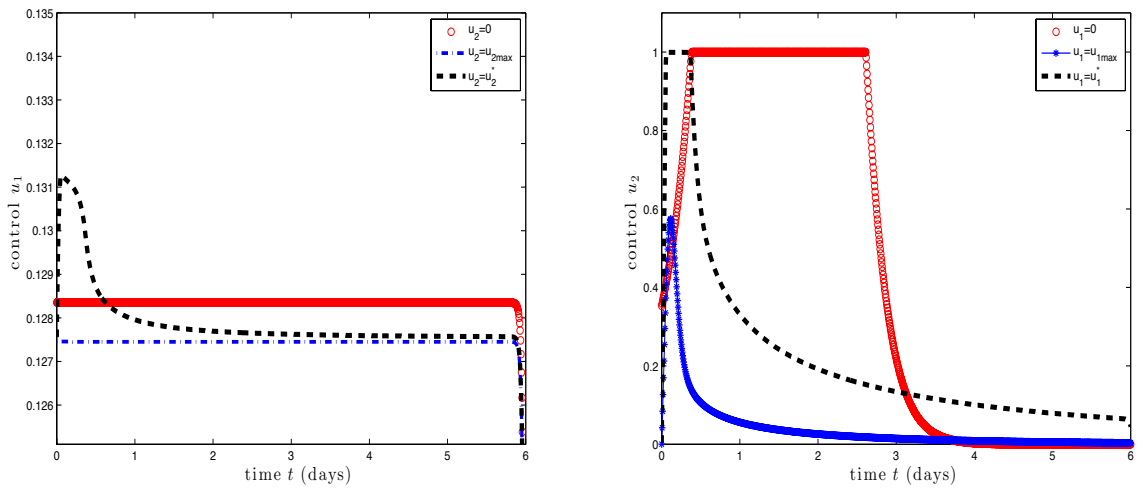 0.135
0.134
0.133
0.132
0.131
0.13
0.129
0.128
0.127
0.126
control u1
0 1 2 3 4 5 6
time t (days)
u2=0
u2=u2max
u2=u2*
1
0.8
0.6
0.4
0.2
0
control u2
0 1 2 3 4 5 6
time t (days)
u1=0
u1=u1max
u1=u1*